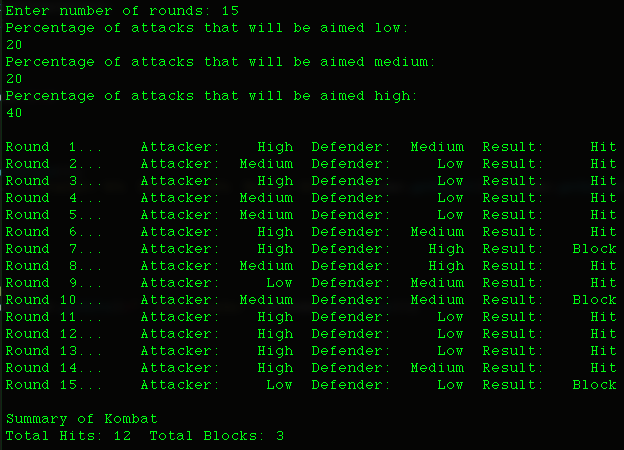 Enter number of rounds: 15
Percentage of attacks that will be aimed low:
20
Percentage of attacks that will be aimed medium:
20
Percentage of attacks that will be aimed high:
40
Round 1... Attacker: High Defender: Medium Result: Hit
Round 2... Attacker: Medium Defender: Low Result: Hit
Round 3... Attacker: High Defender: Low Result: Hit
Round 4... Attacker: Medium Defender: Low Result: Hit
Round 5... Attacker: Medium Defender: Low Result: Hit
Round 6... Attacker: High Defender: Medium Result: Hit
Round 7... Attacker: High Defender: High Result: Block
Round 8... Attacker: Medium Defender: High Result: Hit
Round 9... Attacker: Low Defender: Medium Result: Hit
Round 10... Attacker: Medium Defender: Medium Result: Block
Round 11... Attacker: High Defender: Low Result: Hit
Round 12... Attacker: High Defender: Low Result: Hit
Round 13... Attacker: High Defender: Low Result: Hit
Round 14... Attacker: High Defender: Medium Result: Hit
Round 15... Attacker: Low Defender: Low Result: Block
Summary of Kombat
Total Hits: 12 Total Blocks: 3